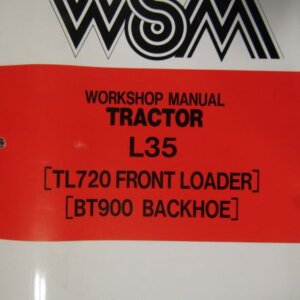 WSM
WORKSHOP MANUAL
TRACTOR
L35
[TL720 FRONT LOADER]
[BT900 BACKHOE]